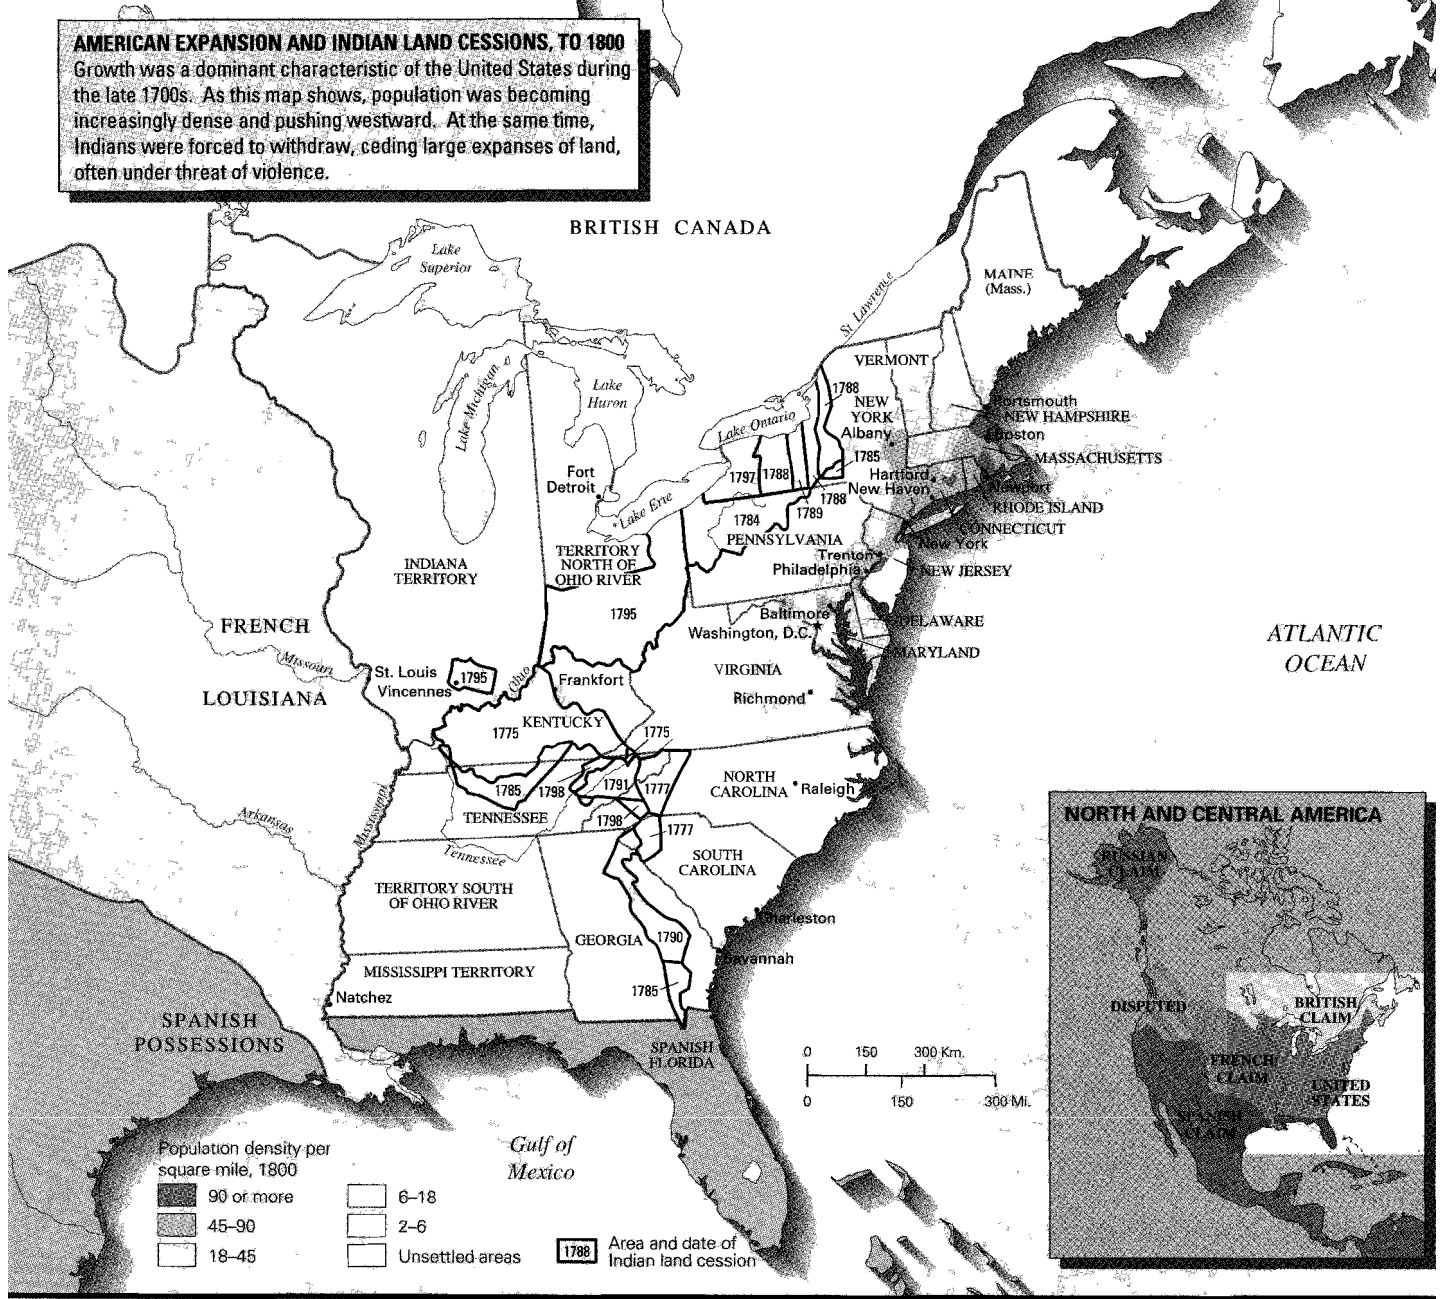 AMERICAN EXPANSION AND INDIAN LAND CESSIONS, TO 1800
Growth was a dominant characteristic of the United States during
the late 1700s. As this map shows, population was becoming
increasingly dense and pushing westward. At the same time,
Indians were forced to withdraw, ceding large expanses of land,
often under threat of violence.
BRITISH CANADA
Lake
Superior
MAINE
(Mass.)
St Lawrence
VERMONT
Lake Michigan
Lake
Huron
1788
NEW
YORK
Portsmouth
NEW HAMPSHIRE
Lake Ontario
Albany
Boston
1785
MASSACHUSETTS
Fort
Detroit
1797
1788
Hartford
New Haven
Newport
1788
Lake Erie
1789
RHODE ISLAND
1784
CONNECTICUT
PENNSYLVANIA
New York
TERRITORY
NORTH OF
OHIO RIVER
INDIANA
TERRITORY
Trenton
Philadelphia
NEW JERSEY
1795
Baltimore
DELAWARE
FRENCH
LOUISIANA
Washington, D.C.
MARYLAND
ATLANTIC
OCEAN
Missouri
St. Louis
Vincennes
1795
Ohio
Frankfort
VIRGINIA
Richmond
KENTUCKY
1775
1775
1785
1798
1791
1777
NORTH
CAROLINA
Raleigh
Arkansas
Mississippi
TENNESSEE
1798
1777
Tennessee
SOUTH
CAROLINA
TERRITORY SOUTH
OF OHIO RIVER
Charleston
GEORGIA
1790
Savannah
MISSISSIPPI TERRITORY
1785
Natchez
SPANISH
POSSESSIONS
SPANISH
FLORIDA
0 150 300 Km.
0 150 300 Mi.
Gulf of
Mexico
Population density per
square mile, 1800
90 or more
45–90
18–45
6–18
2–6
Unsettled areas
1788
Area and date of
Indian land cession
NORTH AND CENTRAL AMERICA
RUSSIAN
CLAIM
DISPUTED
BRITISH
CLAIM
FRENCH
CLAIM
UNITED
STATES
SPANISH
CLAIM